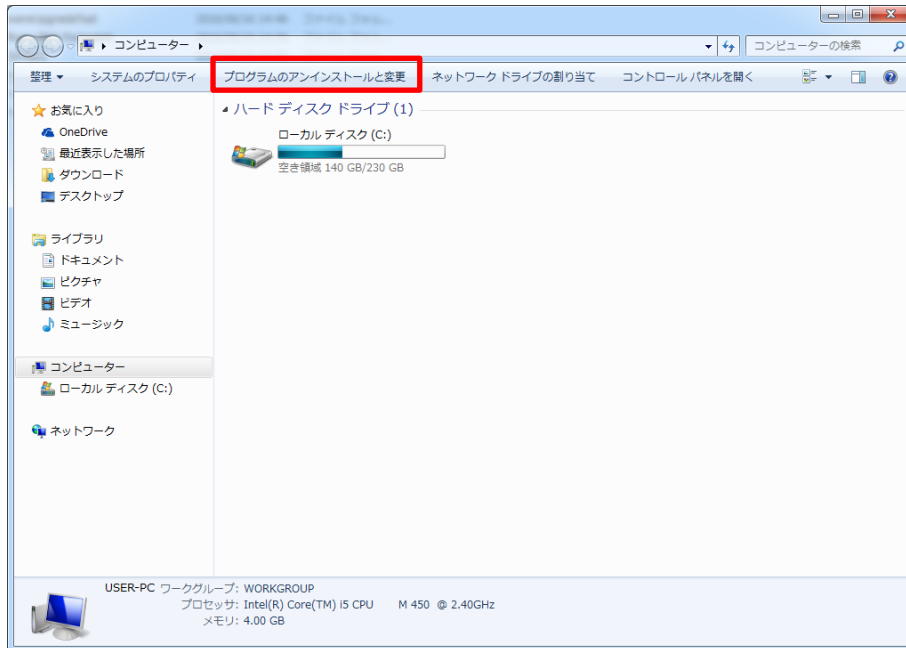 コンピューター
コンピューターの検索
整理 システムのプロパティ プログラムのアンインストールと変更 ネットワーク ドライブの割り当て コントロール パネルを開く
お気に入り
OneDrive
最近表示した場所
ダウンロード
デスクトップ
ライブラリ
ドキュメント
ピクチャ
ビデオ
ミュージック
コンピューター
ローカル ディスク (C:)
ネットワーク
ハード ディスク ドライブ (1)
ローカル ディスク (C:)
空き領域 140 GB/230 GB
USER-PC ワークグループ: WORKGROUP
プロセッサ: Intel(R) Core(TM) i5 CPU M 450 @ 2.40GHz
メモリ: 4.00 GB